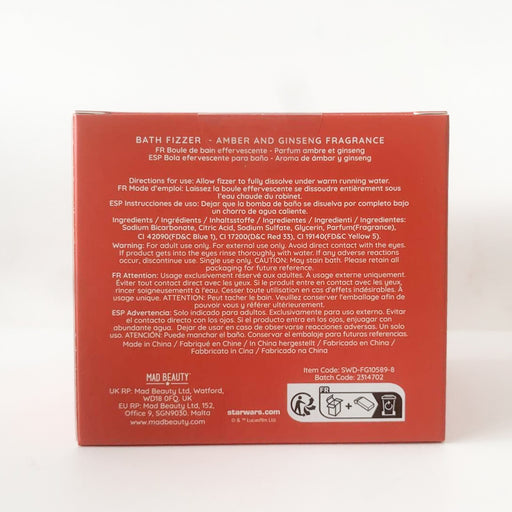 BATH FIZZER - AMBER AND GINSENG FRAGRANCE
FR Boule de bain effervescente - Parfum ambre et ginseng
ESP Bola efervescente para baño - Aroma de ámbar y ginseng
Directions for use: Allow fizzer to fully dissolve under warm running water.
FR Mode d'emploi: Laissez la boule effervescente se dissoudre entièrement sous
l'eau chaude du robinet.
ESP Instrucciones de uso: Dejar que la bomba de baño se disuelva por completo bajo
un chorro de agua caliente.
Ingredients / Ingrédients / Inhaltsstoffe / Ingredientes / Ingredienti / Ingredientes:
Sodium Bicarbonate, Citric Acid, Sodium Sulfate, Glycerin, Parfum(Fragrance),
CI 42090(FD&C Blue 1), CI 17200(D&C Red 33), CI 19140(FD&C Yellow 5).
Warning: For adult use only. For external use only. Avoid direct contact with the eyes.
If product gets into the eyes rinse thoroughly with water. If any adverse reactions
occur, discontinue use. Single use only. CAUTION: May stain bath. Please retain all
packaging for future reference.
FR Attention: Usage exclusivement réservé aux adultes. À usage externe uniquement.
Éviter tout contact direct avec les yeux. Si le produit entre en contact avec les yeux,
rincer abondamment à l'eau. Cesser toute utilisation en cas d'effets indésirables. À
usage unique. ATTENTION: Peut tacher le bain. Veuillez conserver l'emballage afin de
pouvoir vous y référer ultérieurement.
ESP Advertencia: Solo indicado para adultos. Exclusivamente para uso externo. Evitar
el contacto directo con los ojos. Si el producto entra en los ojos, enjuagar con
abundante agua. Dejar de usar en caso de observarse reacciones adversas. Un solo
uso. ATENCIÓN: Puede manchar el baño. Conservar el embalaje para futuras consultas.
Made in China / Fabriqué en Chine / In China hergestellt / Fabricado en China /
Fabbricato in Cina / Fabricado na China
MAD BEAUTY
UK RP: Mad Beauty Ltd, Watford,
WD18 0FQ. UK
EU RP: Mad Beauty Ltd, 152,
Office 9, SGN9030. Malta
www.madbeauty.com
starwars.com
© & ™ Lucasfilm Ltd
Item Code: SWD-FG10589-8
Batch Code: 2314702
FR